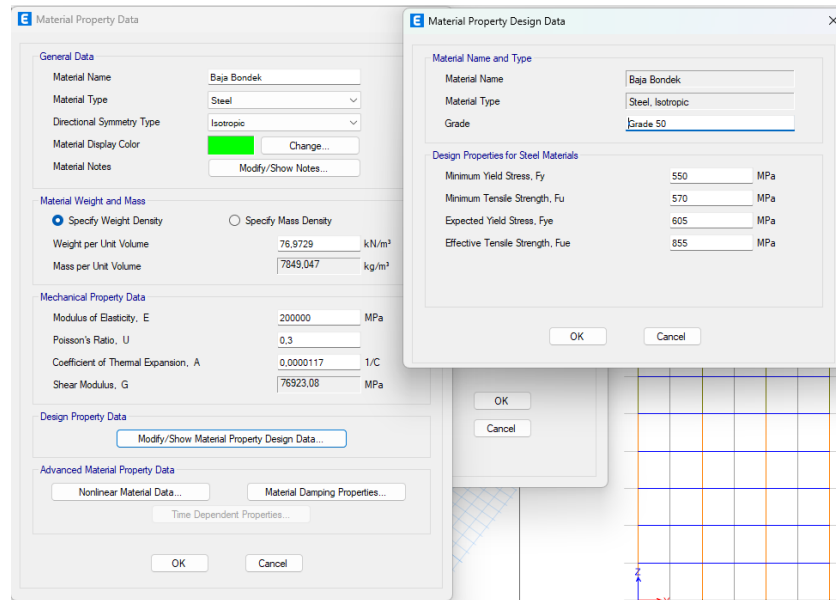 E Material Property Data
General Data
Material Name Baja Bondek
Material Type Steel
Directional Symmetry Type Isotropic
Material Display Color Change...
Material Notes Modify/Show Notes...
Material Weight and Mass
Specify Weight Density Specify Mass Density
Weight per Unit Volume 76,9729 kN/m³
Mass per Unit Volume 7849,047 kg/m³
Mechanical Property Data
Modulus of Elasticity, E 200000 MPa
Poisson's Ratio, U 0,3
Coefficient of Thermal Expansion, A 0,0000117 1/C
Shear Modulus, G 76923,08 MPa
Design Property Data
Modify/Show Material Property Design Data...
Advanced Material Property Data
Nonlinear Material Data... Material Damping Properties...
Time Dependent Properties...
OK Cancel
E Material Property Design Data
Material Name and Type
Material Name Baja Bondek
Material Type Steel, Isotropic
Grade Grade 50
Design Properties for Steel Materials
Minimum Yield Stress, Fy 550 MPa
Minimum Tensile Strength, Fu 570 MPa
Expected Yield Stress, Fye 605 MPa
Effective Tensile Strength, Fue 855 MPa
OK Cancel
OK
Cancel
Z